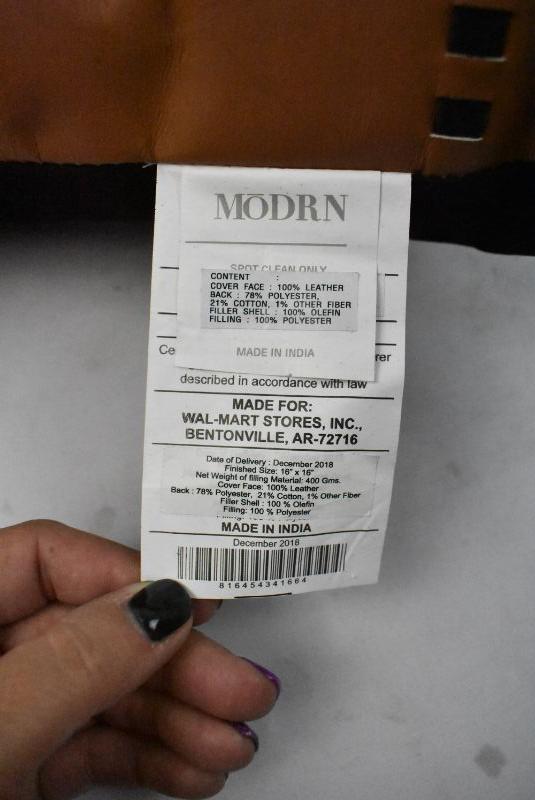 MŌDRN
SPOT CLEAN ONLY
CONTENT :
COVER FACE : 100% LEATHER
BACK : 78% POLYESTER,
21% COTTON, 1% OTHER FIBER
FILLER SHELL : 100% OLEFIN
FILLING : 100% POLYESTER
MADE IN INDIA
described in accordance with law
MADE FOR:
WAL-MART STORES, INC.,
BENTONVILLE, AR-72716
Date of Delivery : December 2018
Finished Size: 16" x 16"
Net Weight of filling Material: 400 Gms.
Cover Face: 100% Leather
Back : 78% Polyester, 21% Cotton, 1% Other Fiber
Filler Shell : 100 % Olefin
Filling: 100 % Polyester
MADE IN INDIA
December 2018
816454341664